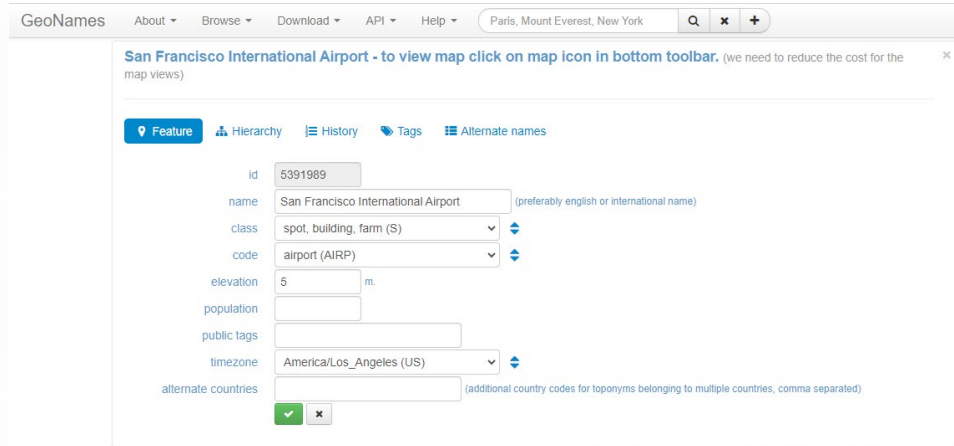 GeoNames About Browse Download API Help Paris, Mount Everest, New York
San Francisco International Airport - to view map click on map icon in bottom toolbar. (we need to reduce the cost for the
map views)
Feature Hierarchy History Tags Alternate names
id 5391989
name San Francisco International Airport (preferably english or international name)
class spot, building, farm (S)
code airport (AIRP)
elevation 5 m.
population
public tags
timezone America/Los_Angeles (US)
alternate countries (additional country codes for toponyms belonging to multiple countries, comma separated)